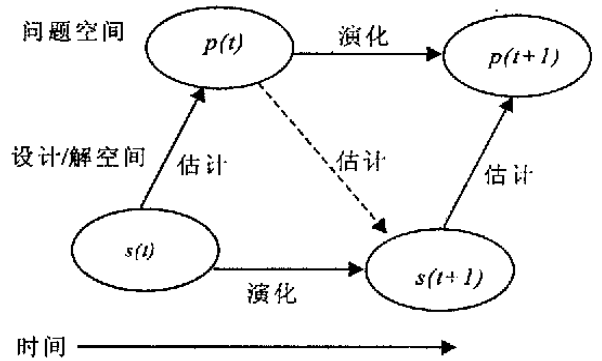 问题空间
p(t)
演化
p(t+1)
设计/解空间
估计
估计
估计
s(t)
演化
s(t+1)
时间